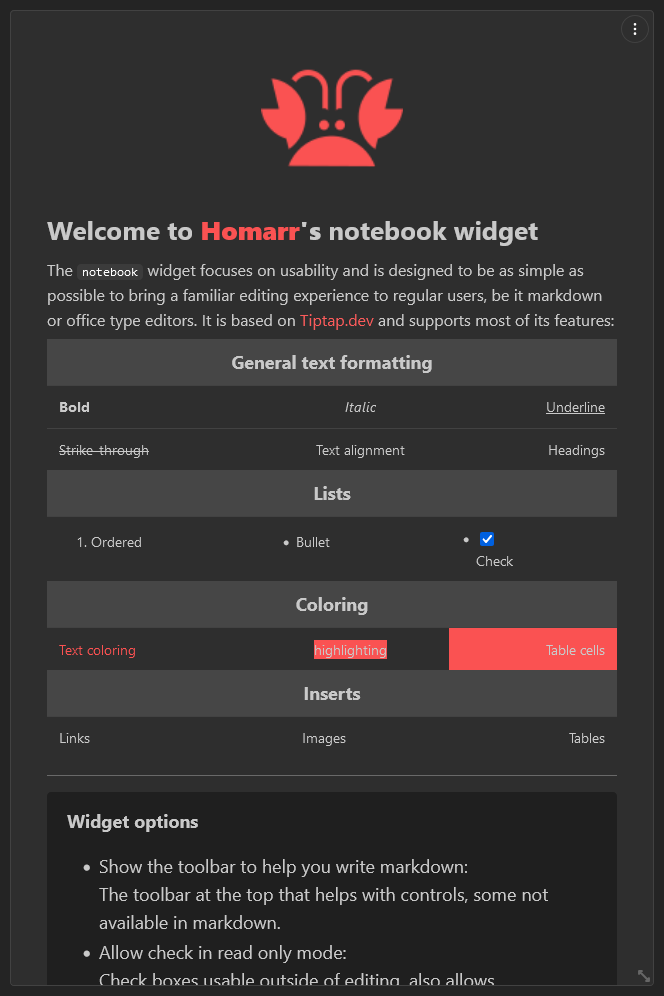 Welcome to Homarr's notebook widget
The notebook widget focuses on usability and is designed to be as simple as
possible to bring a familiar editing experience to regular users, be it markdown
or office type editors. It is based on Tiptap.dev and supports most of its features:
General text formatting
Bold Italic Underline
Strike-through Text alignment Headings
Lists
1. Ordered • Bullet •
Check
Coloring
Text coloring highlighting Table cells
Inserts
Links Images Tables
Widget options
• Show the toolbar to help you write markdown:
The toolbar at the top that helps with controls, some not
available in markdown.
• Allow check in read only mode:
Check boxes usable outside of editing, also allows